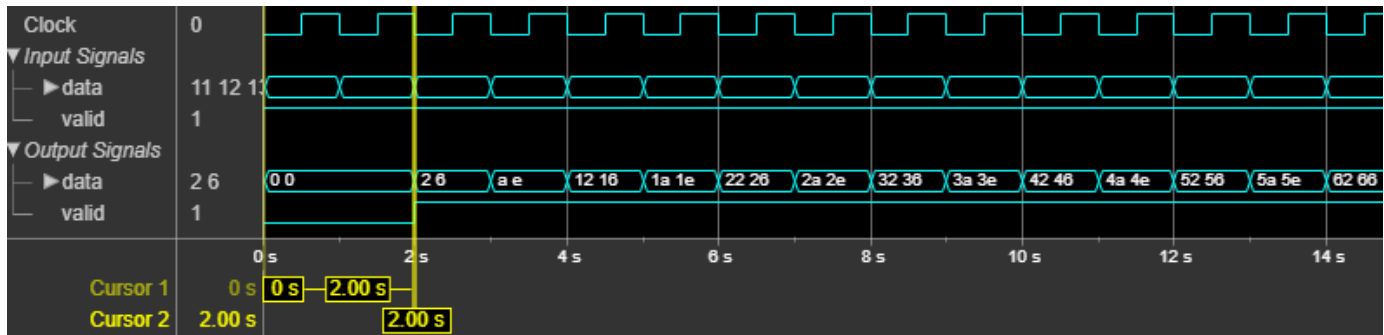 Clock 0
▼ Input Signals
▶ data 11 12 13
valid 1
▼ Output Signals
▶ data 2 6 0 0 2 6 a e 12 16 1a 1e 22 26 2a 2e 32 36 3a 3e 42 46 4a 4e 52 56 5a 5e 62 66
valid 1
0 s 2 s 4 s 6 s 8 s 10 s 12 s 14 s
Cursor 1 0 s 0 s 2.00 s
Cursor 2 2.00 s 2.00 s